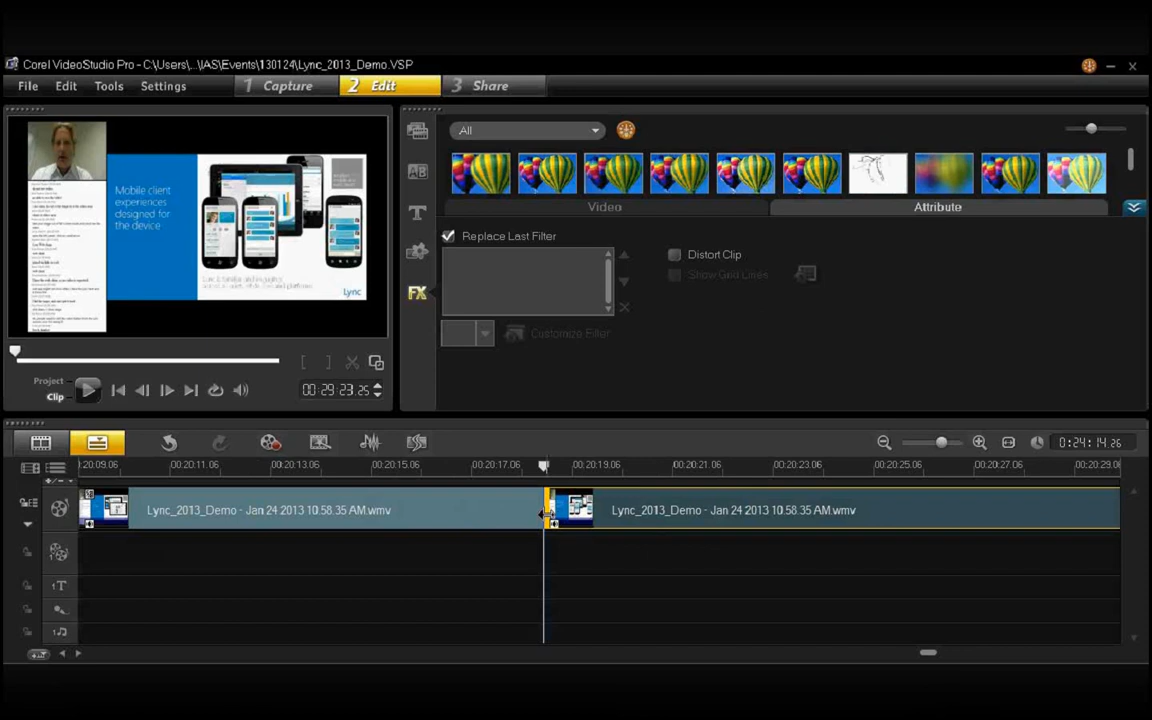 Corel VideoStudio Pro - C:\Users\...\IAS\Events\130124\Lync_2013_Demo.VSP
File Edit Tools Settings 1 Capture 2 Edit 3 Share
All
Mobile client
experiences
designed for
the device
Lync
Video Attribute
Replace Last Filter
Distort Clip
Show Grid Lines
Customize Filter
Project
Clip
00:29:23.25
0:24:14.26
:20:09.06 00:20:11.06 00:20:13.06 00:20:15.06 00:20:17.06 00:20:19.06 00:20:21.06 00:20:23.06 00:20:25.06 00:20:27.06 00:20:29.0
Lync_2013_Demo - Jan 24 2013 10.58.35 AM.wmv
Lync_2013_Demo - Jan 24 2013 10.58.35 AM.wmv